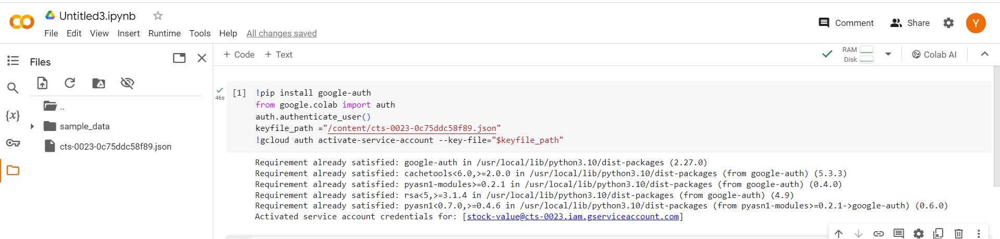 Untitled3.ipynb
File Edit View Insert Runtime Tools Help All changes saved
Comment Share Y
Files
+ Code + Text
RAM
Disk
Colab AI
..
sample_data
cts-0023-0c75ddc58f89.json
{x}
46s
[1] !pip install google-auth
from google.colab import auth
auth.authenticate_user()
keyfile_path ="/content/cts-0023-0c75ddc58f89.json"
!gcloud auth activate-service-account --key-file="$keyfile_path"
Requirement already satisfied: google-auth in /usr/local/lib/python3.10/dist-packages (2.27.0)
Requirement already satisfied: cachetools<6.0,>=2.0.0 in /usr/local/lib/python3.10/dist-packages (from google-auth) (5.3.3)
Requirement already satisfied: pyasn1-modules>=0.2.1 in /usr/local/lib/python3.10/dist-packages (from google-auth) (0.4.0)
Requirement already satisfied: rsa<5,>=3.1.4 in /usr/local/lib/python3.10/dist-packages (from google-auth) (4.9)
Requirement already satisfied: pyasn1<0.7.0,>=0.4.6 in /usr/local/lib/python3.10/dist-packages (from pyasn1-modules>=0.2.1->google-auth) (0.6.0)
Activated service account credentials for: [stock-value@cts-0023.iam.gserviceaccount.com]